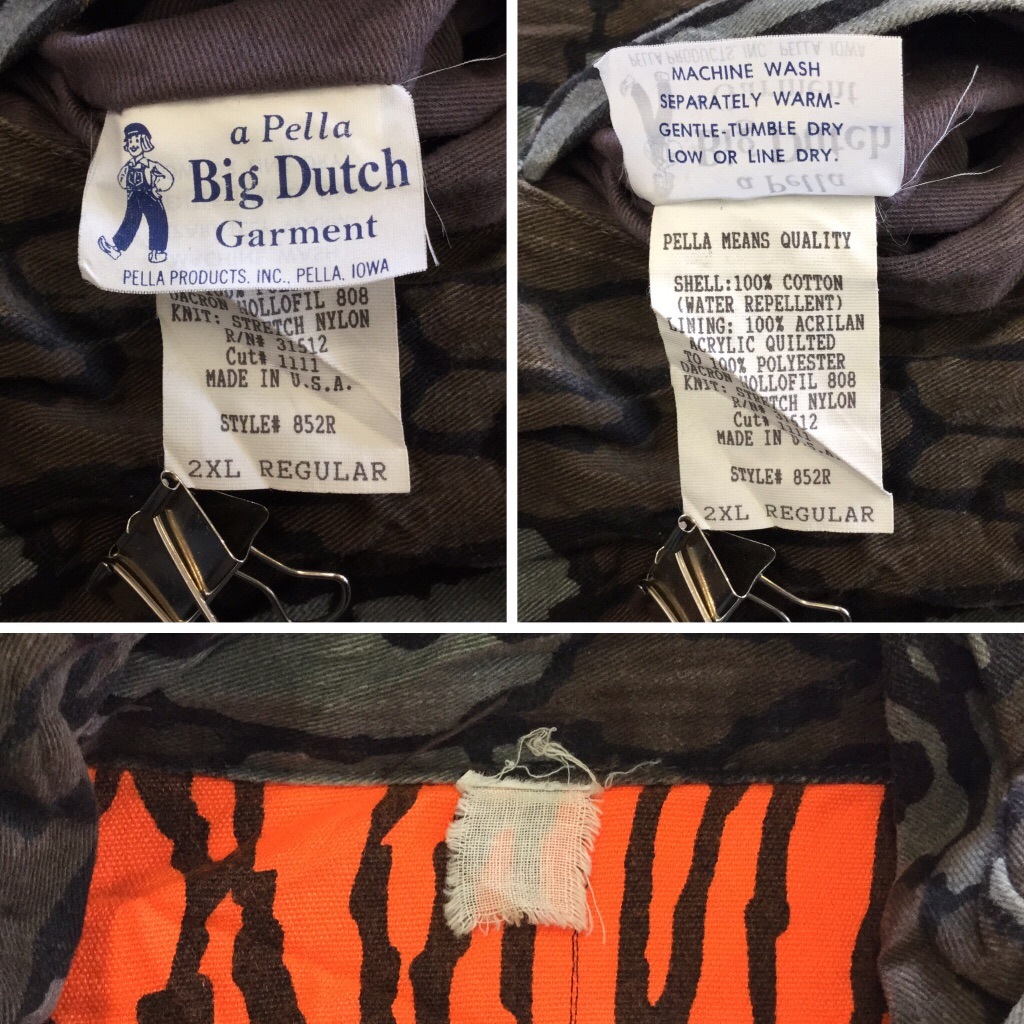 a Pella
Big Dutch
Garment
PELLA PRODUCTS, INC., PELLA, IOWA
DACRON HOLLOFIL 808
KNIT: STRETCH NYLON
R/N# 31512
Cut# 1111
MADE IN U.S.A.
STYLE# 852R
2XL REGULAR
MACHINE WASH
SEPARATELY WARM-
GENTLE-TUMBLE DRY
LOW OR LINE DRY.
PELLA MEANS QUALITY
SHELL:100% COTTON
(WATER REPELLENT)
LINING: 100% ACRILAN
ACRYLIC QUILTED
TO 100% POLYESTER
DACRON HOLLOFIL 808
KNIT: STRETCH NYLON
R/N# 31512
Cut# 1111
MADE IN U.S.A.
STYLE# 852R
2XL REGULAR